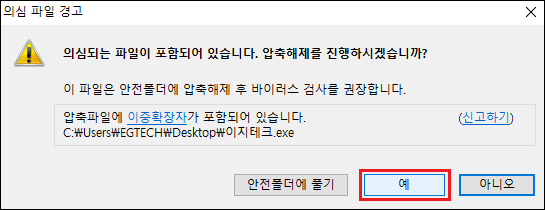 의심 파일 경고
의심되는 파일이 포함되어 있습니다. 압축해제를 진행하시겠습니까?
이 파일은 안전폴더에 압축해제 후 바이러스 검사를 권장합니다.
압축파일에 이중확장자가 포함되어 있습니다. (신고하기)
C:\Users\EGTECH\Desktop\이지테크.exe
안전폴더에 풀기 예 아니오